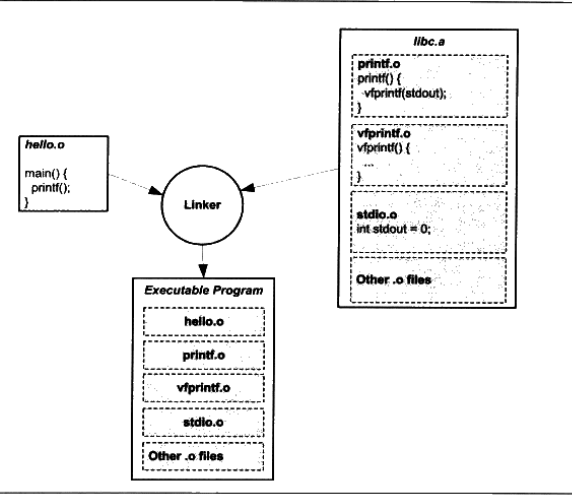 libc.a
printf.o
printf() {
vfprintf(stdout);
}
vfprintf.o
vfprintf() {
...
}
stdio.o
int stdout = 0;
Other .o files
hello.o
main() {
printf();
}
Linker
Executable Program
hello.o
printf.o
vfprintf.o
stdio.o
Other .o files